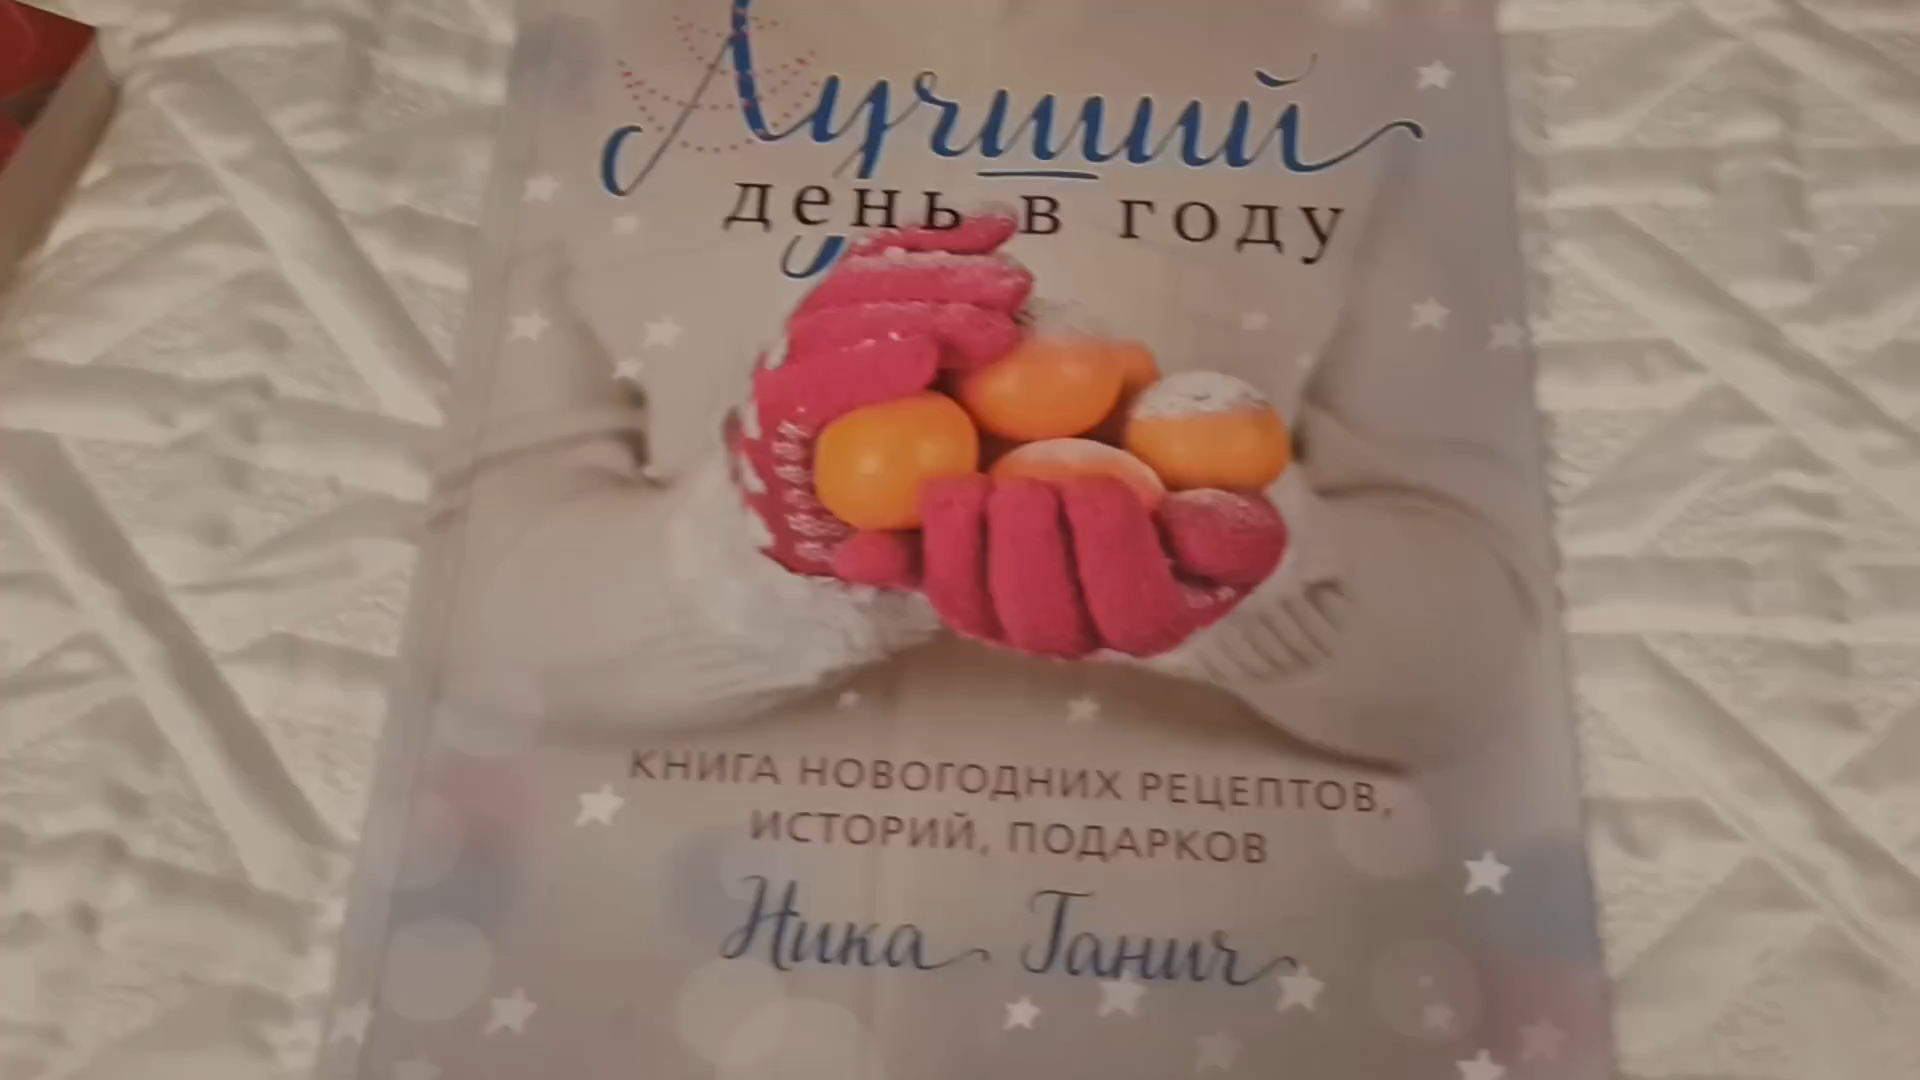 Лучший
день в году
КНИГА НОВОГОДНИХ РЕЦЕПТОВ,
ИСТОРИЙ, ПОДАРКОВ
Ника Ганич